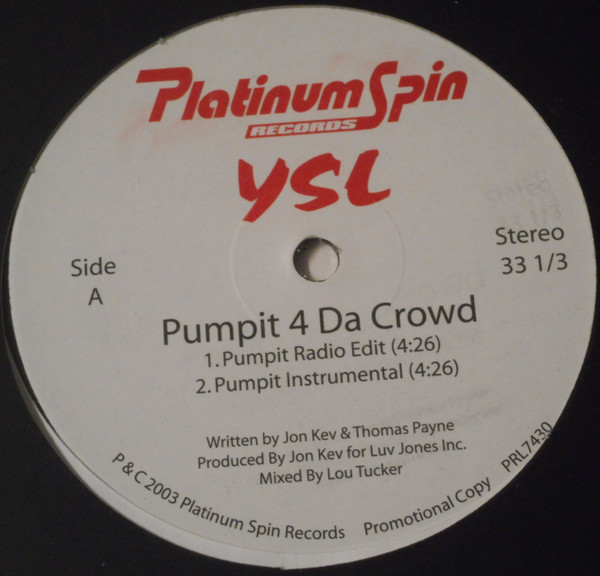 Platinum Spin
RECORDS
YSL
Side
A
Stereo
33 1/3
Pumpit 4 Da Crowd
1. Pumpit Radio Edit (4:26)
2. Pumpit Instrumental (4:26)
Written by Jon Kev & Thomas Payne
Produced By Jon Kev for Luv Jones Inc.
Mixed By Lou Tucker
P & C 2003 Platinum Spin Records Promotional Copy PRL7430